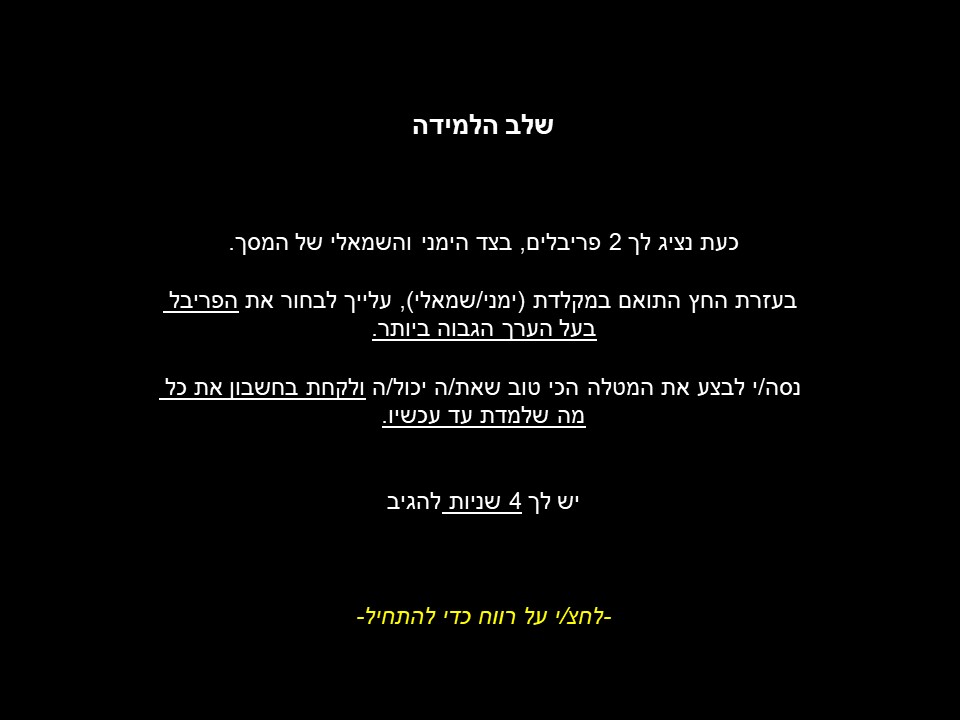 שלב הלמידה
כעת נציג לך 2 פריבלים, בצד הימני והשמאלי של המסך.
בעזרת החץ התואם במקלדת (ימני/שמאלי), עלייך לבחור את הפריבל
בעל הערך הגבוה ביותר.
נסה/י לבצע את המטלה הכי טוב שאת/ה יכול/ה ולקחת בחשבון את כל
מה שלמדת עד עכשיו.
יש לך 4 שניות להגיב
-לחצ/י על רווח כדי להתחיל-